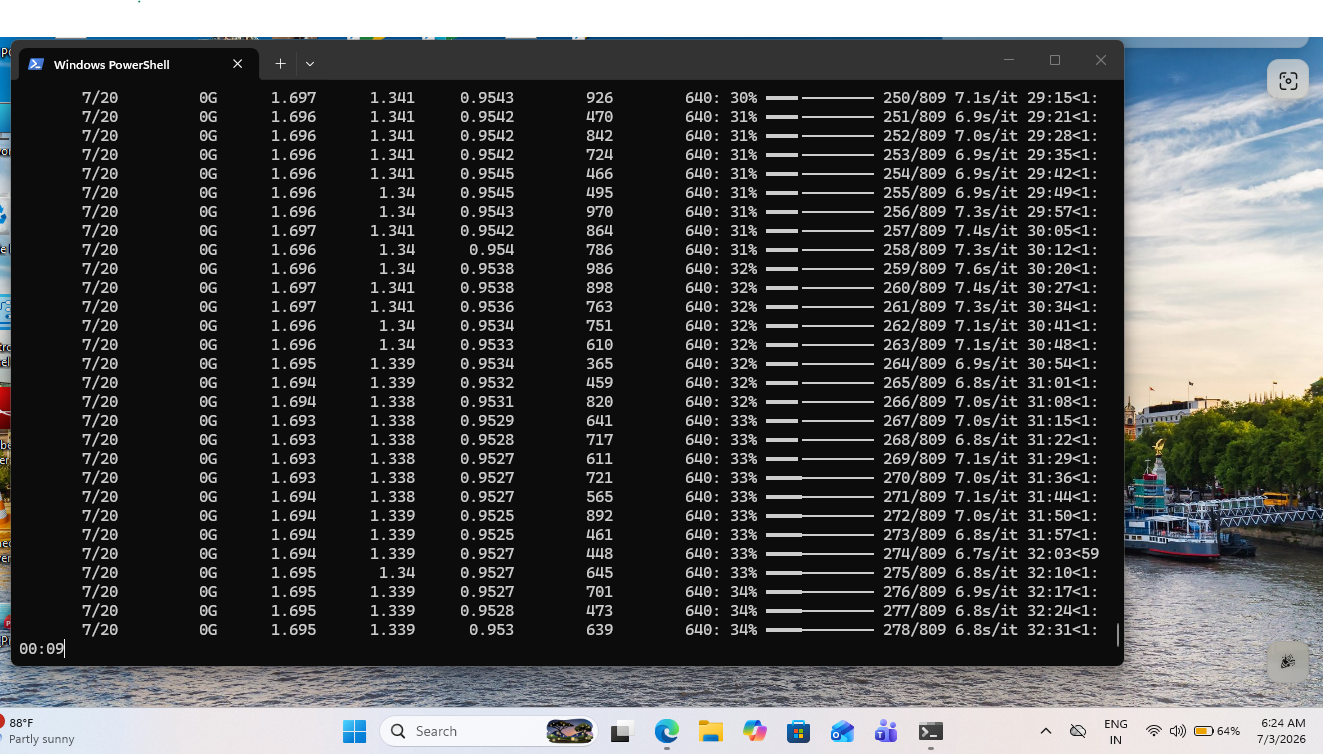 Windows PowerShell
7/20 0G 1.697 1.341 0.9543 926 640: 30% 250/809 7.1s/it 29:15<1:
7/20 0G 1.696 1.341 0.9542 470 640: 31% 251/809 6.9s/it 29:21<1:
7/20 0G 1.696 1.341 0.9542 842 640: 31% 252/809 7.0s/it 29:28<1:
7/20 0G 1.696 1.341 0.9542 724 640: 31% 253/809 6.9s/it 29:35<1:
7/20 0G 1.696 1.341 0.9545 466 640: 31% 254/809 6.9s/it 29:42<1:
7/20 0G 1.696 1.34 0.9545 495 640: 31% 255/809 6.9s/it 29:49<1:
7/20 0G 1.696 1.34 0.9543 970 640: 31% 256/809 7.3s/it 29:57<1:
7/20 0G 1.697 1.341 0.9542 864 640: 31% 257/809 7.4s/it 30:05<1:
7/20 0G 1.696 1.34 0.954 786 640: 31% 258/809 7.3s/it 30:12<1:
7/20 0G 1.696 1.34 0.9538 986 640: 32% 259/809 7.6s/it 30:20<1:
7/20 0G 1.697 1.341 0.9538 898 640: 32% 260/809 7.4s/it 30:27<1:
7/20 0G 1.697 1.341 0.9536 763 640: 32% 261/809 7.3s/it 30:34<1:
7/20 0G 1.696 1.34 0.9534 751 640: 32% 262/809 7.1s/it 30:41<1:
7/20 0G 1.696 1.34 0.9533 610 640: 32% 263/809 7.1s/it 30:48<1:
7/20 0G 1.695 1.339 0.9534 365 640: 32% 264/809 6.9s/it 30:54<1:
7/20 0G 1.694 1.339 0.9532 459 640: 32% 265/809 6.8s/it 31:01<1:
7/20 0G 1.694 1.338 0.9531 820 640: 32% 266/809 7.0s/it 31:08<1:
7/20 0G 1.693 1.338 0.9529 641 640: 33% 267/809 7.0s/it 31:15<1:
7/20 0G 1.693 1.338 0.9528 717 640: 33% 268/809 6.8s/it 31:22<1:
7/20 0G 1.693 1.338 0.9527 611 640: 33% 269/809 7.1s/it 31:29<1:
7/20 0G 1.693 1.338 0.9527 721 640: 33% 270/809 7.0s/it 31:36<1:
7/20 0G 1.694 1.338 0.9527 565 640: 33% 271/809 7.1s/it 31:44<1:
7/20 0G 1.694 1.339 0.9525 892 640: 33% 272/809 7.0s/it 31:50<1:
7/20 0G 1.694 1.339 0.9525 461 640: 33% 273/809 6.8s/it 31:57<1:
7/20 0G 1.694 1.339 0.9527 448 640: 33% 274/809 6.7s/it 32:03<59
7/20 0G 1.695 1.34 0.9527 645 640: 33% 275/809 6.8s/it 32:10<1:
7/20 0G 1.695 1.339 0.9527 701 640: 34% 276/809 6.9s/it 32:17<1:
7/20 0G 1.695 1.339 0.9528 473 640: 34% 277/809 6.8s/it 32:24<1:
7/20 0G 1.695 1.339 0.953 639 640: 34% 278/809 6.8s/it 32:31<1:
00:09
88°F
Partly sunny
Search
ENG
IN
64%
6:24 AM
7/3/2026